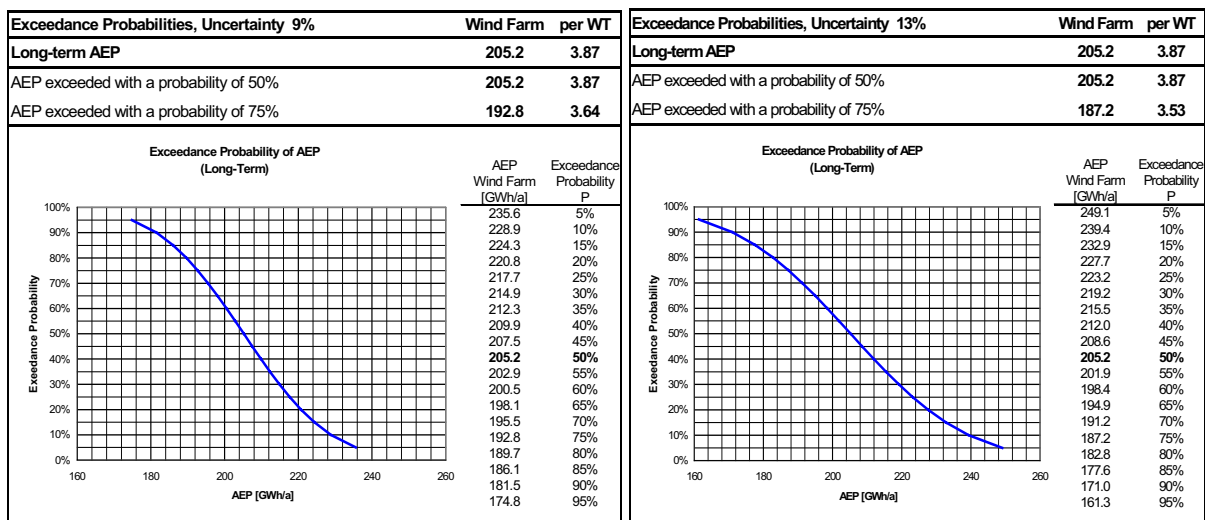 Exceedance Probabilities, Uncertainty 9% Wind Farm per WT
Long-term AEP 205.2 3.87
AEP exceeded with a probability of 50% 205.2 3.87
AEP exceeded with a probability of 75% 192.8 3.64
Exceedance Probability of AEP
(Long-Term)
Exeedance Probability
100%
90%
80%
70%
60%
50%
40%
30%
20%
10%
0%
160 180 200 220 240 260
AEP [GWh/a]
AEP Exceedance
Wind Farm Probability
[GWh/a] P
235.6 5%
228.9 10%
224.3 15%
220.8 20%
217.7 25%
214.9 30%
212.3 35%
209.9 40%
207.5 45%
205.2 50%
202.9 55%
200.5 60%
198.1 65%
195.5 70%
192.8 75%
189.7 80%
186.1 85%
181.5 90%
174.8 95%
Exceedance Probabilities, Uncertainty 13% Wind Farm per WT
Long-term AEP 205.2 3.87
AEP exceeded with a probability of 50% 205.2 3.87
AEP exceeded with a probability of 75% 187.2 3.53
Exceedance Probability of AEP
(Long-Term)
Exeedance Probability
100%
90%
80%
70%
60%
50%
40%
30%
20%
10%
0%
160 180 200 220 240 260
AEP [GWh/a]
AEP Exceedance
Wind Farm Probability
[GWh/a] P
249.1 5%
239.4 10%
232.9 15%
227.7 20%
223.2 25%
219.2 30%
215.5 35%
212.0 40%
208.6 45%
205.2 50%
201.9 55%
198.4 60%
194.9 65%
191.2 70%
187.2 75%
182.8 80%
177.6 85%
171.0 90%
161.3 95%